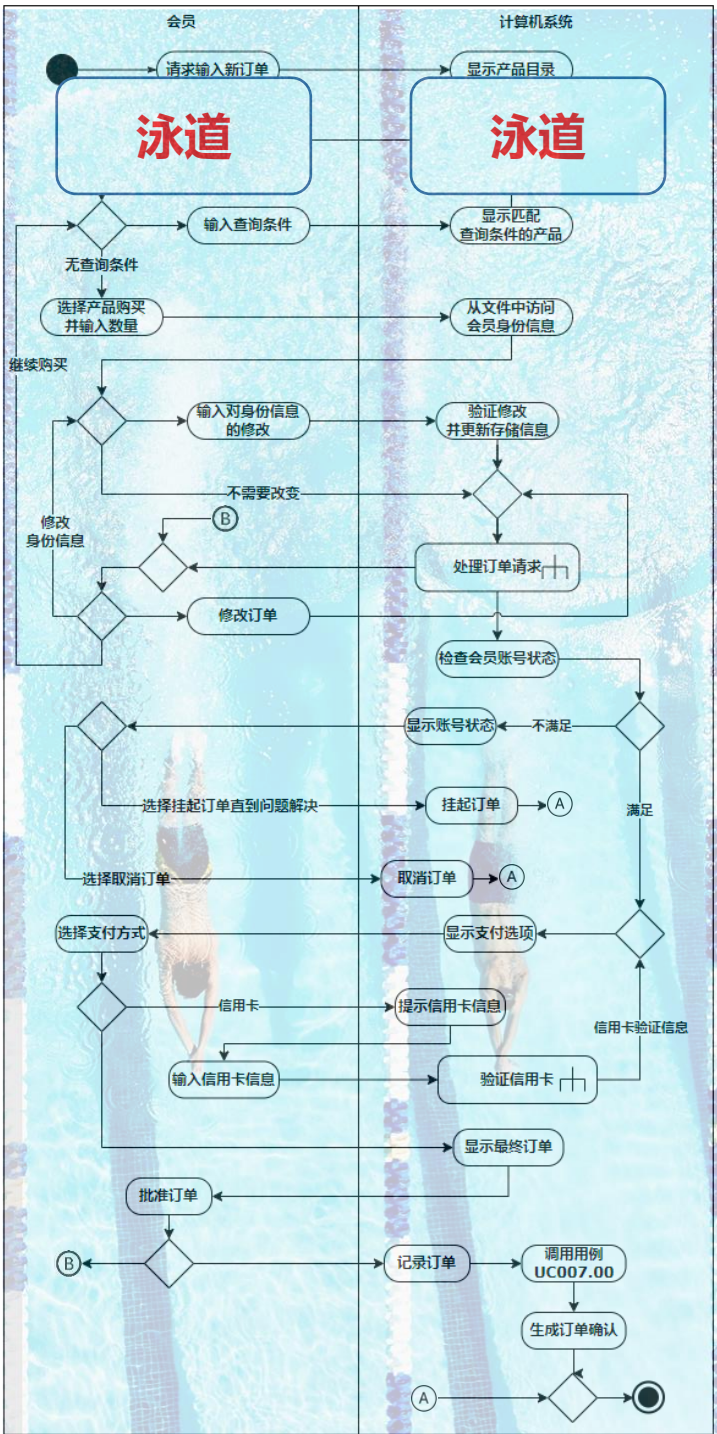 会员
计算机系统
请求输入新订单
显示产品目录
泳道
泳道
输入查询条件
显示匹配
查询条件的产品
无查询条件
选择产品购买
并输入数量
从文件中访问
会员身份信息
继续购买
输入对身份信息
的修改
验证修改
并更新存储信息
不需要改变
修改
身份信息
B
处理订单请求
修改订单
检查会员账号状态
显示账号状态
不满足
选择挂起订单直到问题解决
挂起订单
A
满足
选择取消订单
取消订单
A
选择支付方式
显示支付选项
信用卡
提示信用卡信息
信用卡验证信息
输入信用卡信息
验证信用卡
显示最终订单
批准订单
B
记录订单
调用用例
UC007.00
生成订单确认
A